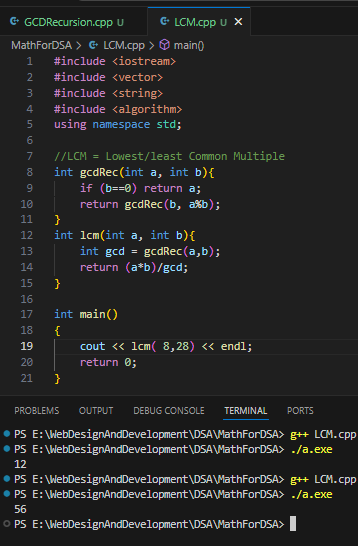 GCDRecursion.cpp U LCM.cpp U ×
MathForDSA > LCM.cpp > main()
1 #include <iostream>
2 #include <vector>
3 #include <string>
4 #include <algorithm>
5 using namespace std;
6
7 //LCM = Lowest/least Common Multiple
8 int gcdRec(int a, int b){
9 if (b==0) return a;
10 return gcdRec(b, a%b);
11 }
12 int lcm(int a, int b){
13 int gcd = gcdRec(a,b);
14 return (a*b)/gcd;
15 }
16
17 int main()
18 {
19 cout << lcm( 8,28) << endl;
20 return 0;
21 }
PROBLEMS OUTPUT DEBUG CONSOLE TERMINAL PORTS
PS E:\WebDesignAndDevelopment\DSA\MathForDSA> g++ LCM.cpp
PS E:\WebDesignAndDevelopment\DSA\MathForDSA> ./a.exe
12
PS E:\WebDesignAndDevelopment\DSA\MathForDSA> g++ LCM.cpp
PS E:\WebDesignAndDevelopment\DSA\MathForDSA> ./a.exe
56
PS E:\WebDesignAndDevelopment\DSA\MathForDSA>